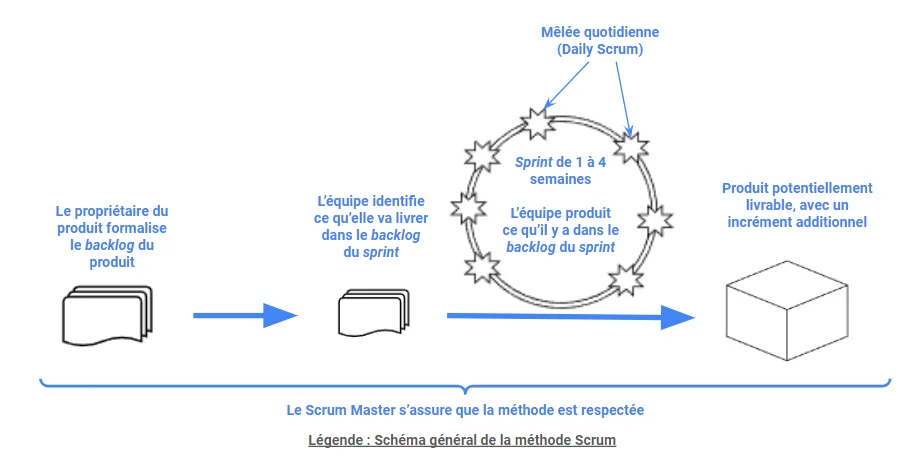 Mêlée quotidienne
(Daily Scrum)
Sprint de 1 à 4
semaines
L'équipe produit
ce qu'il y a dans le
backlog du sprint
Le propriétaire du
produit formalise
le backlog du
produit
L'équipe identifie
ce qu'elle va livrer
dans le backlog
du sprint
Produit potentiellement
livrable, avec un
incrément additionnel
Le Scrum Master s'assure que la méthode est respectée
Légende : Schéma général de la méthode Scrum